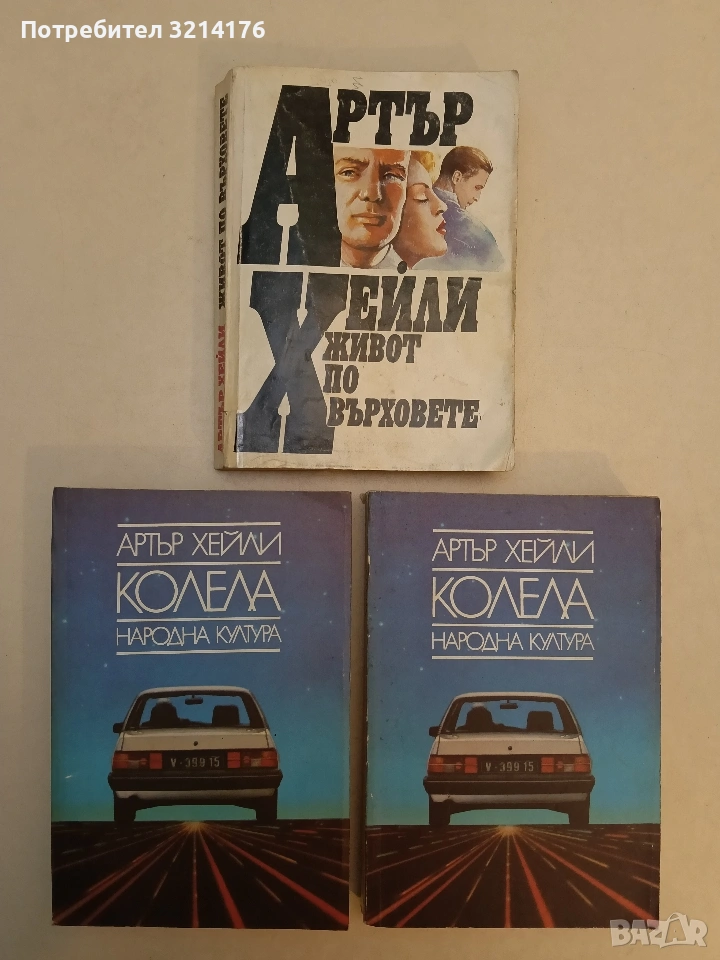 Потребител 3214176
АРТЪР
ХЕЙЛИ
ЖИВОТ
ПО
ВЪРХОВЕТЕ
АРТЪР ХЕЙЛИ ЖИВОТ ПО ВЪРХОВЕТЕ
АРТЪР ХЕЙЛИ
КОЛЕЛА
НАРОДНА КУЛТУРА
V-399 15
АРТЪР ХЕЙЛИ
КОЛЕЛА
НАРОДНА КУЛТУРА
V-399 15
BAZAR